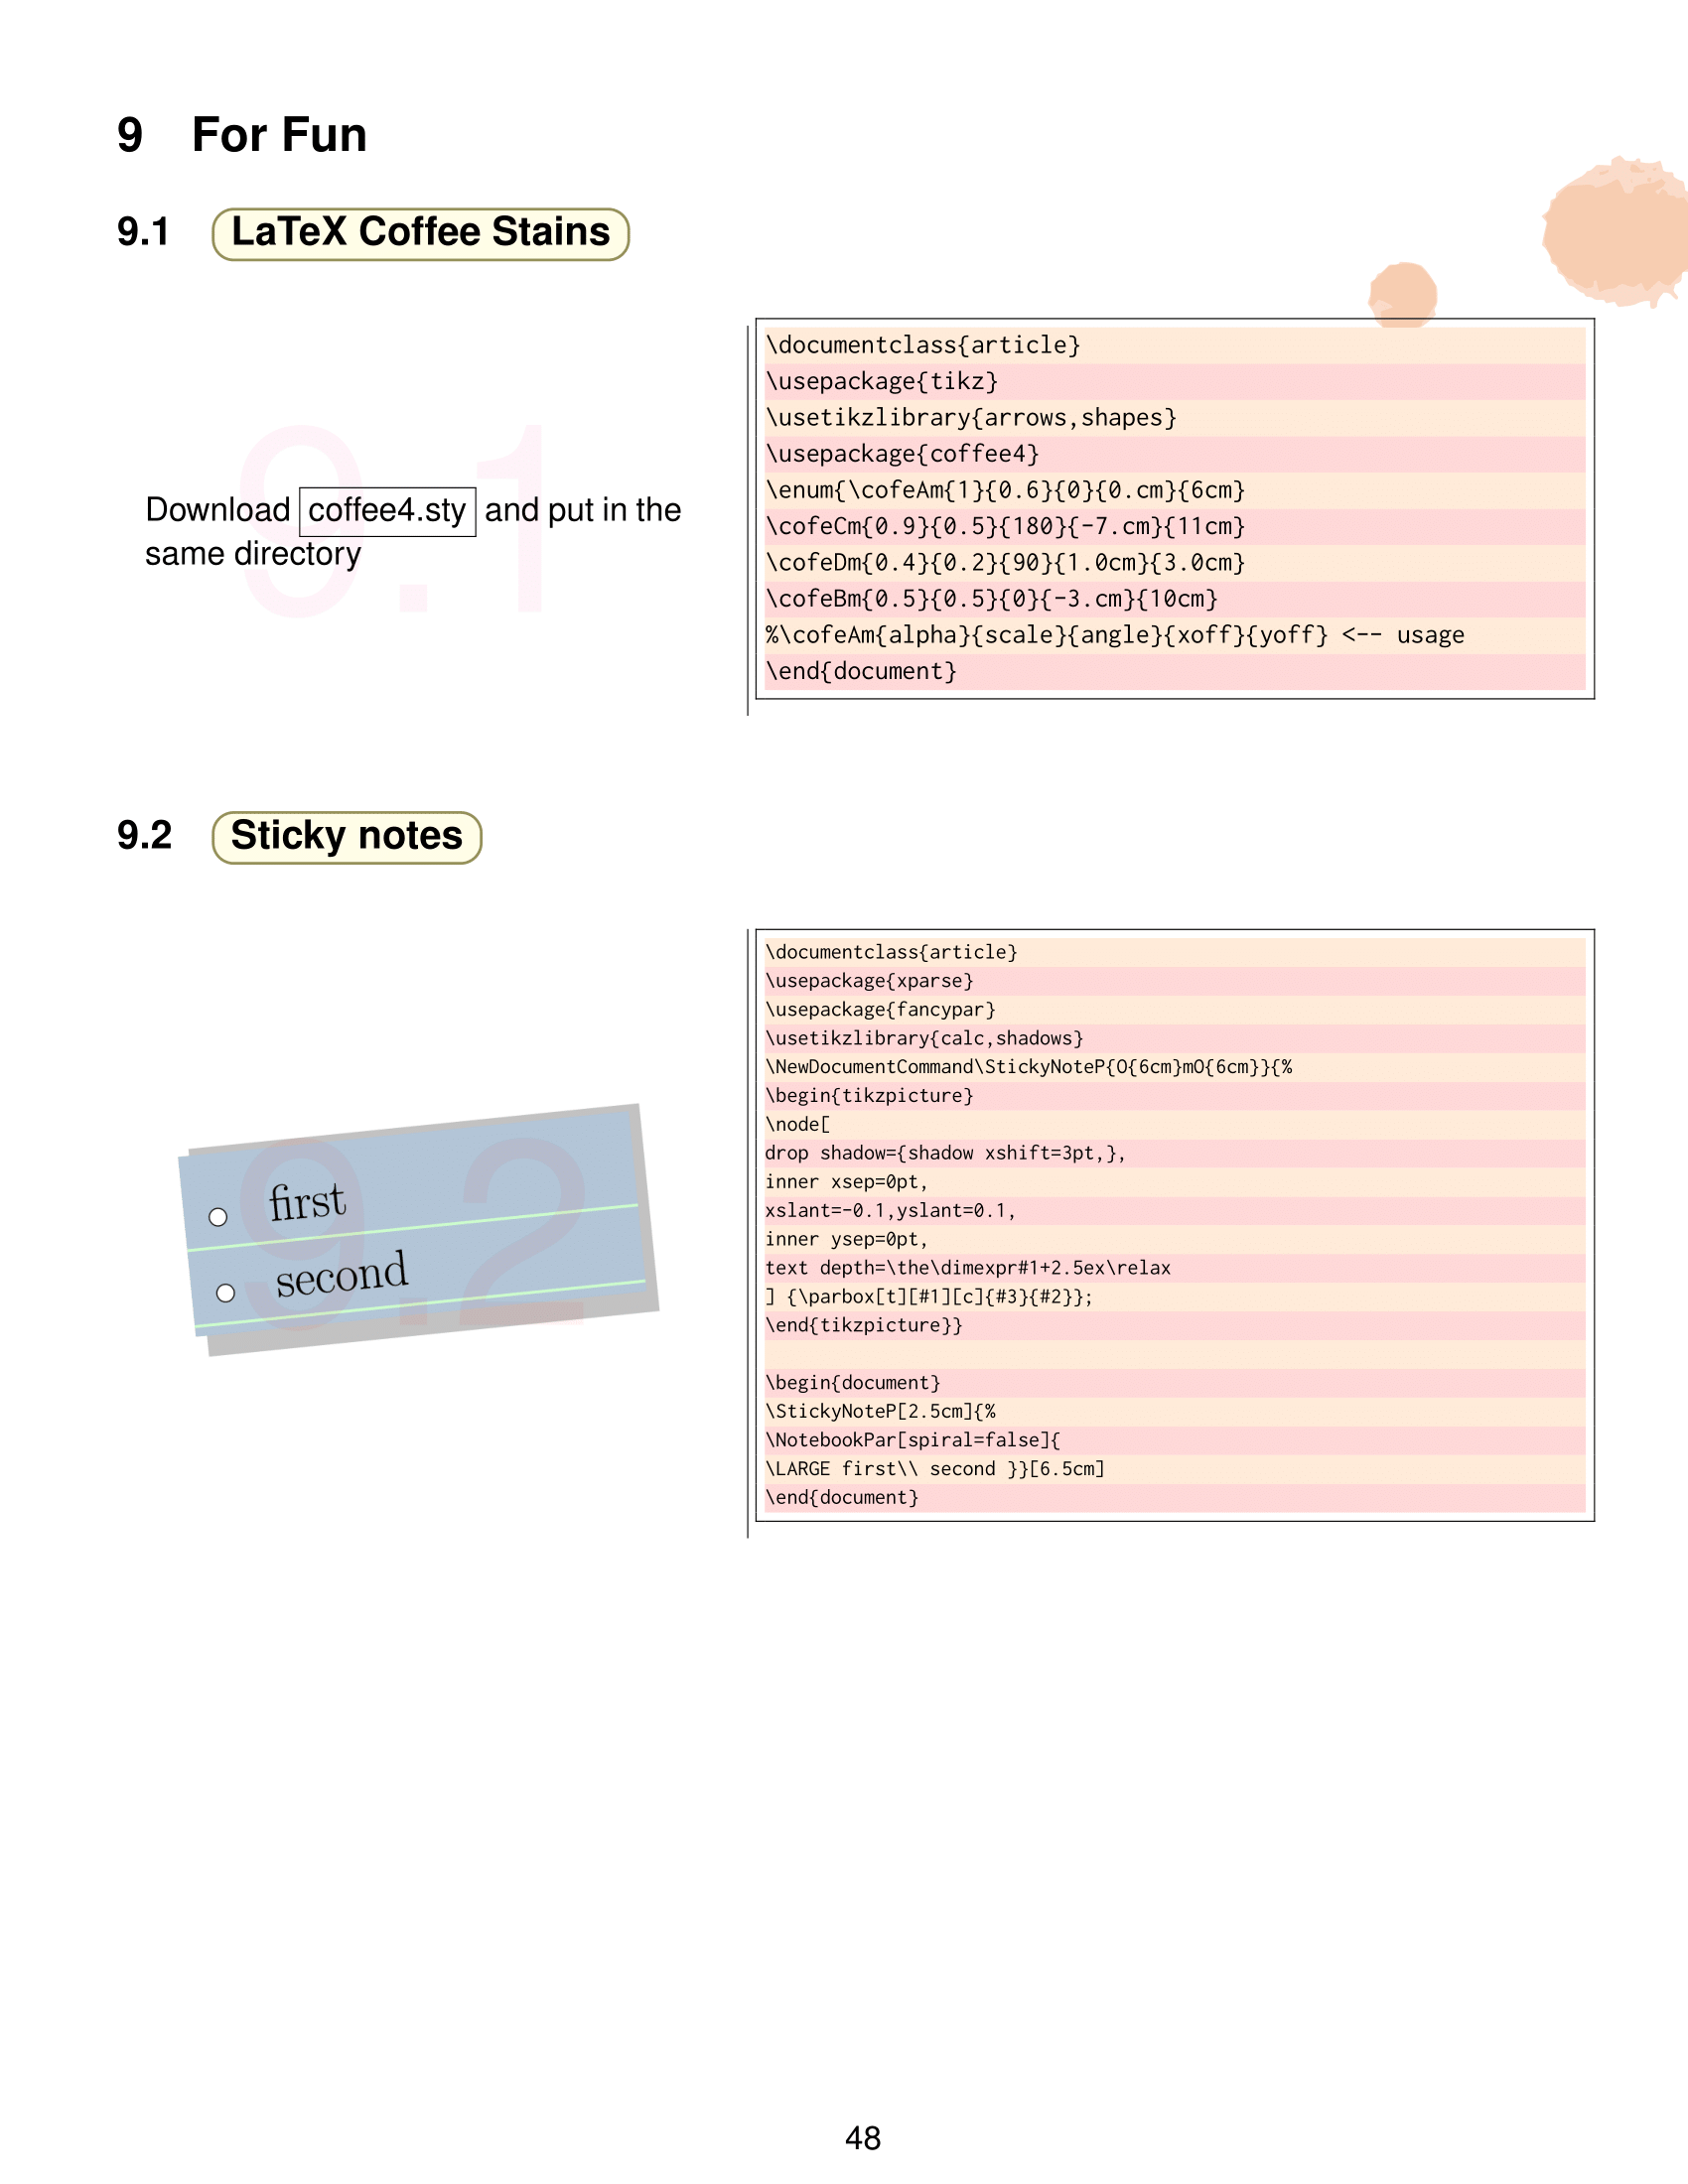 9 For Fun
9.1 LaTeX Coffee Stains
9.1
Download coffee4.sty and put in the
same directory
\documentclass{article}
\usepackage{tikz}
\usetikzlibrary{arrows,shapes}
\usepackage{coffee4}
\enum{\cofeAm{1}{0.6}{0}{0.cm}{6cm}
\cofeCm{0.9}{0.5}{180}{-7.cm}{11cm}
\cofeDm{0.4}{0.2}{90}{1.0cm}{3.0cm}
\cofeBm{0.5}{0.5}{0}{-3.cm}{10cm}
%\cofeAm{alpha}{scale}{angle}{xoff}{yoff} <-- usage
\end{document}
9.2 Sticky notes
9.2
first
second
\documentclass{article}
\usepackage{xparse}
\usepackage{fancypar}
\usetikzlibrary{calc,shadows}
\NewDocumentCommand\StickyNoteP{O{6cm}mO{6cm}}{%
\begin{tikzpicture}
\node[
drop shadow={shadow xshift=3pt,},
inner xsep=0pt,
xslant=-0.1,yslant=0.1,
inner ysep=0pt,
text depth=\the\dimexpr#1+2.5ex\relax
] {\parbox[t][#1][c]{#3}{#2}};
\end{tikzpicture}}
\begin{document}
\StickyNoteP[2.5cm]{%
\NotebookPar[spiral=false]{
\LARGE first\\ second }}[6.5cm]
\end{document}
48